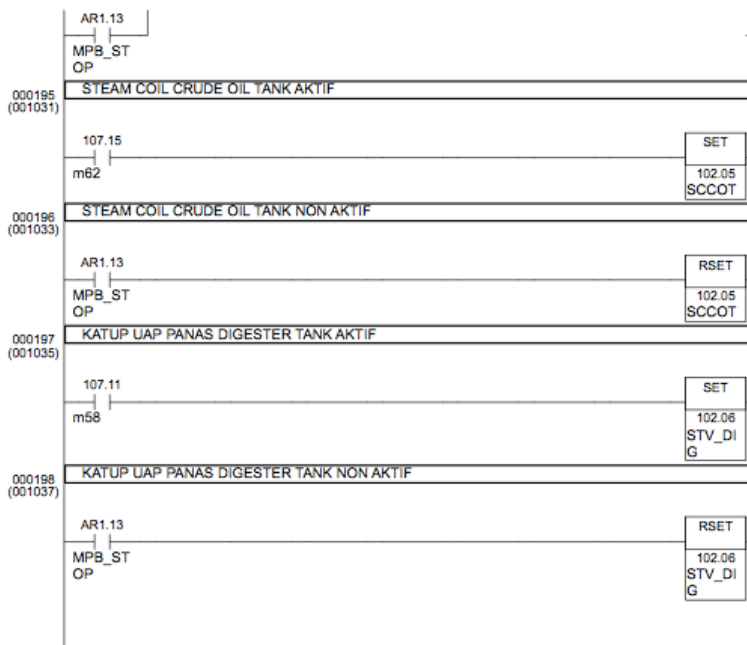 AR1.13
MPB_ST
OP
000195
(001031)
STEAM COIL CRUDE OIL TANK AKTIF
107.15
m62
SET
102.05
SCCOT
000196
(001033)
STEAM COIL CRUDE OIL TANK NON AKTIF
AR1.13
MPB_ST
OP
RSET
102.05
SCCOT
000197
(001035)
KATUP UAP PANAS DIGESTER TANK AKTIF
107.11
m58
SET
102.06
STV_DI
G
000198
(001037)
KATUP UAP PANAS DIGESTER TANK NON AKTIF
AR1.13
MPB_ST
OP
RSET
102.06
STV_DI
G